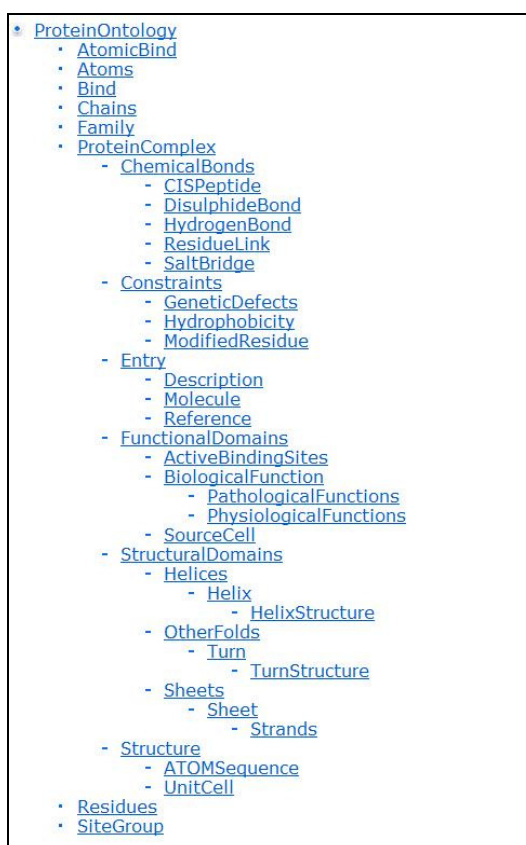 ProteinOntology
AtomicBind
Atoms
Bind
Chains
Family
ProteinComplex
ChemicalBonds
CISPeptide
DisulphideBond
HydrogenBond
ResidueLink
SaltBridge
Constraints
GeneticDefects
Hydrophobicity
ModifiedResidue
Entry
Description
Molecule
Reference
FunctionalDomains
ActiveBindingSites
BiologicalFunction
PathologicalFunctions
PhysiologicalFunctions
SourceCell
StructuralDomains
Helices
Helix
HelixStructure
OtherFolds
Turn
TurnStructure
Sheets
Sheet
Strands
Structure
ATOMSequence
UnitCell
Residues
SiteGroup